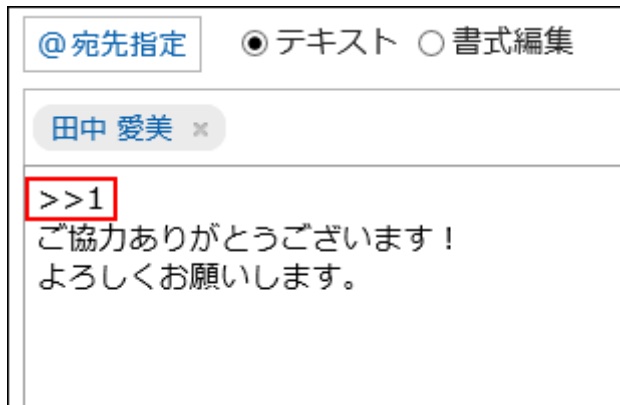 @宛先指定 テキスト 書式編集
田中 愛美 ×
>>1
ご協力ありがとうございます！
よろしくお願いします。